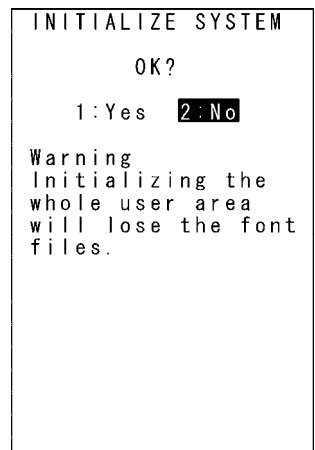 INITIALIZE SYSTEM
OK?
1:Yes 2:No
Warning
Initializing the
whole user area
will lose the font
files.